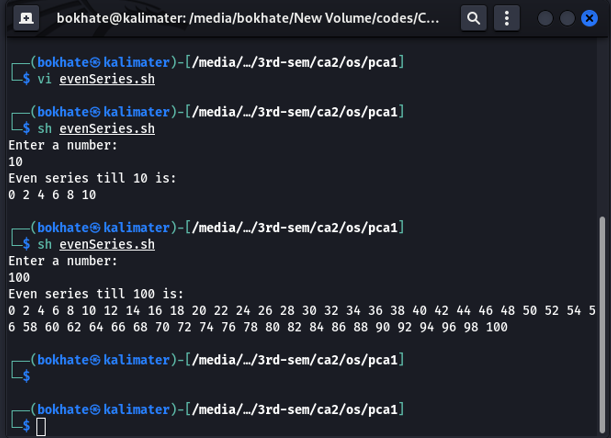 bokhate@kalimater: /media/bokhate/New Volume/codes/C...
┌──(bokhate㉿kalimater)-[/media/…/3rd-sem/ca2/os/pca1]
└─$ vi evenSeries.sh
┌──(bokhate㉿kalimater)-[/media/…/3rd-sem/ca2/os/pca1]
└─$ sh evenSeries.sh
Enter a number:
10
Even series till 10 is:
0 2 4 6 8 10
┌──(bokhate㉿kalimater)-[/media/…/3rd-sem/ca2/os/pca1]
└─$ sh evenSeries.sh
Enter a number:
100
Even series till 100 is:
0 2 4 6 8 10 12 14 16 18 20 22 24 26 28 30 32 34 36 38 40 42 44 46 48 50 52 54 5
6 58 60 62 64 66 68 70 72 74 76 78 80 82 84 86 88 90 92 94 96 98 100
┌──(bokhate㉿kalimater)-[/media/…/3rd-sem/ca2/os/pca1]
└─$
┌──(bokhate㉿kalimater)-[/media/…/3rd-sem/ca2/os/pca1]
└─$